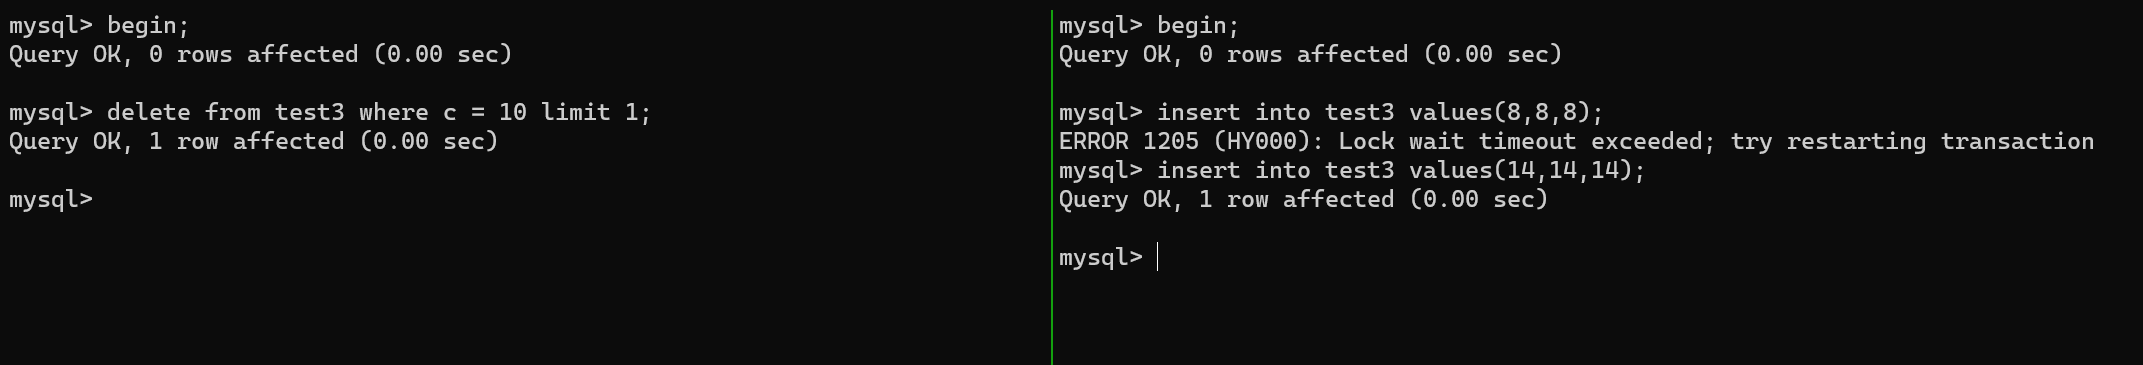 mysql> begin;
Query OK, 0 rows affected (0.00 sec)
mysql> delete from test3 where c = 10 limit 1;
Query OK, 1 row affected (0.00 sec)
mysql>
mysql> begin;
Query OK, 0 rows affected (0.00 sec)
mysql> insert into test3 values(8,8,8);
ERROR 1205 (HY000): Lock wait timeout exceeded; try restarting transaction
mysql> insert into test3 values(14,14,14);
Query OK, 1 row affected (0.00 sec)
mysql>